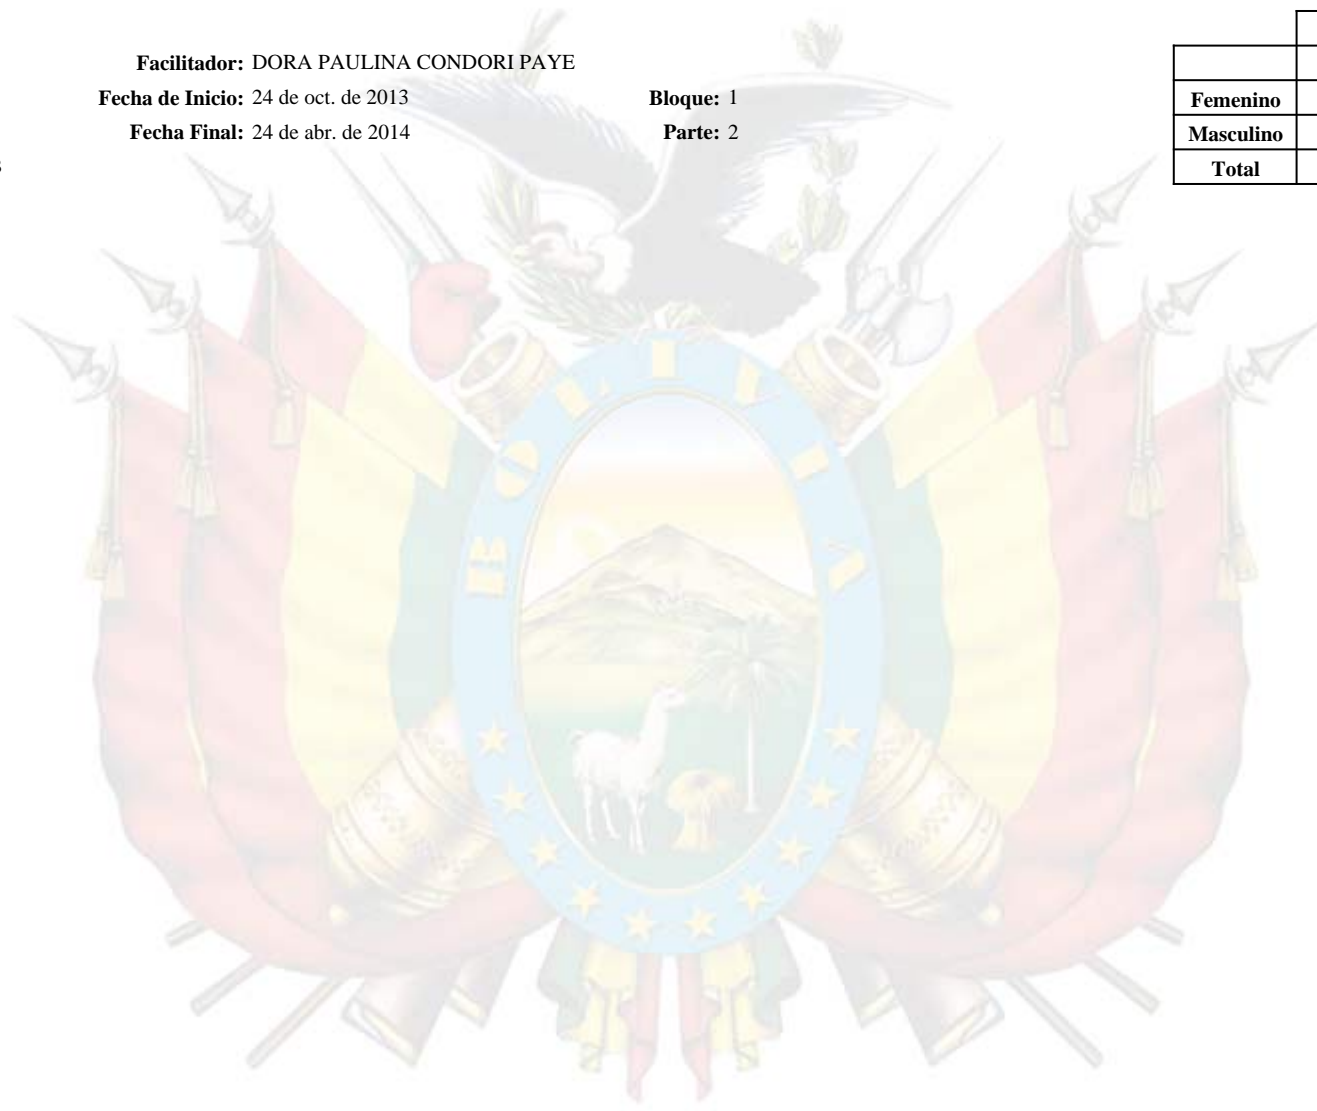 Facilitador: DORA PAULINA CONDORI PAYE
Fecha de Inicio: 24 de oct. de 2013 Bloque: 1
Fecha Final: 24 de abr. de 2014 Parte: 2
Femenino
Masculino
Total
BOLIVIA